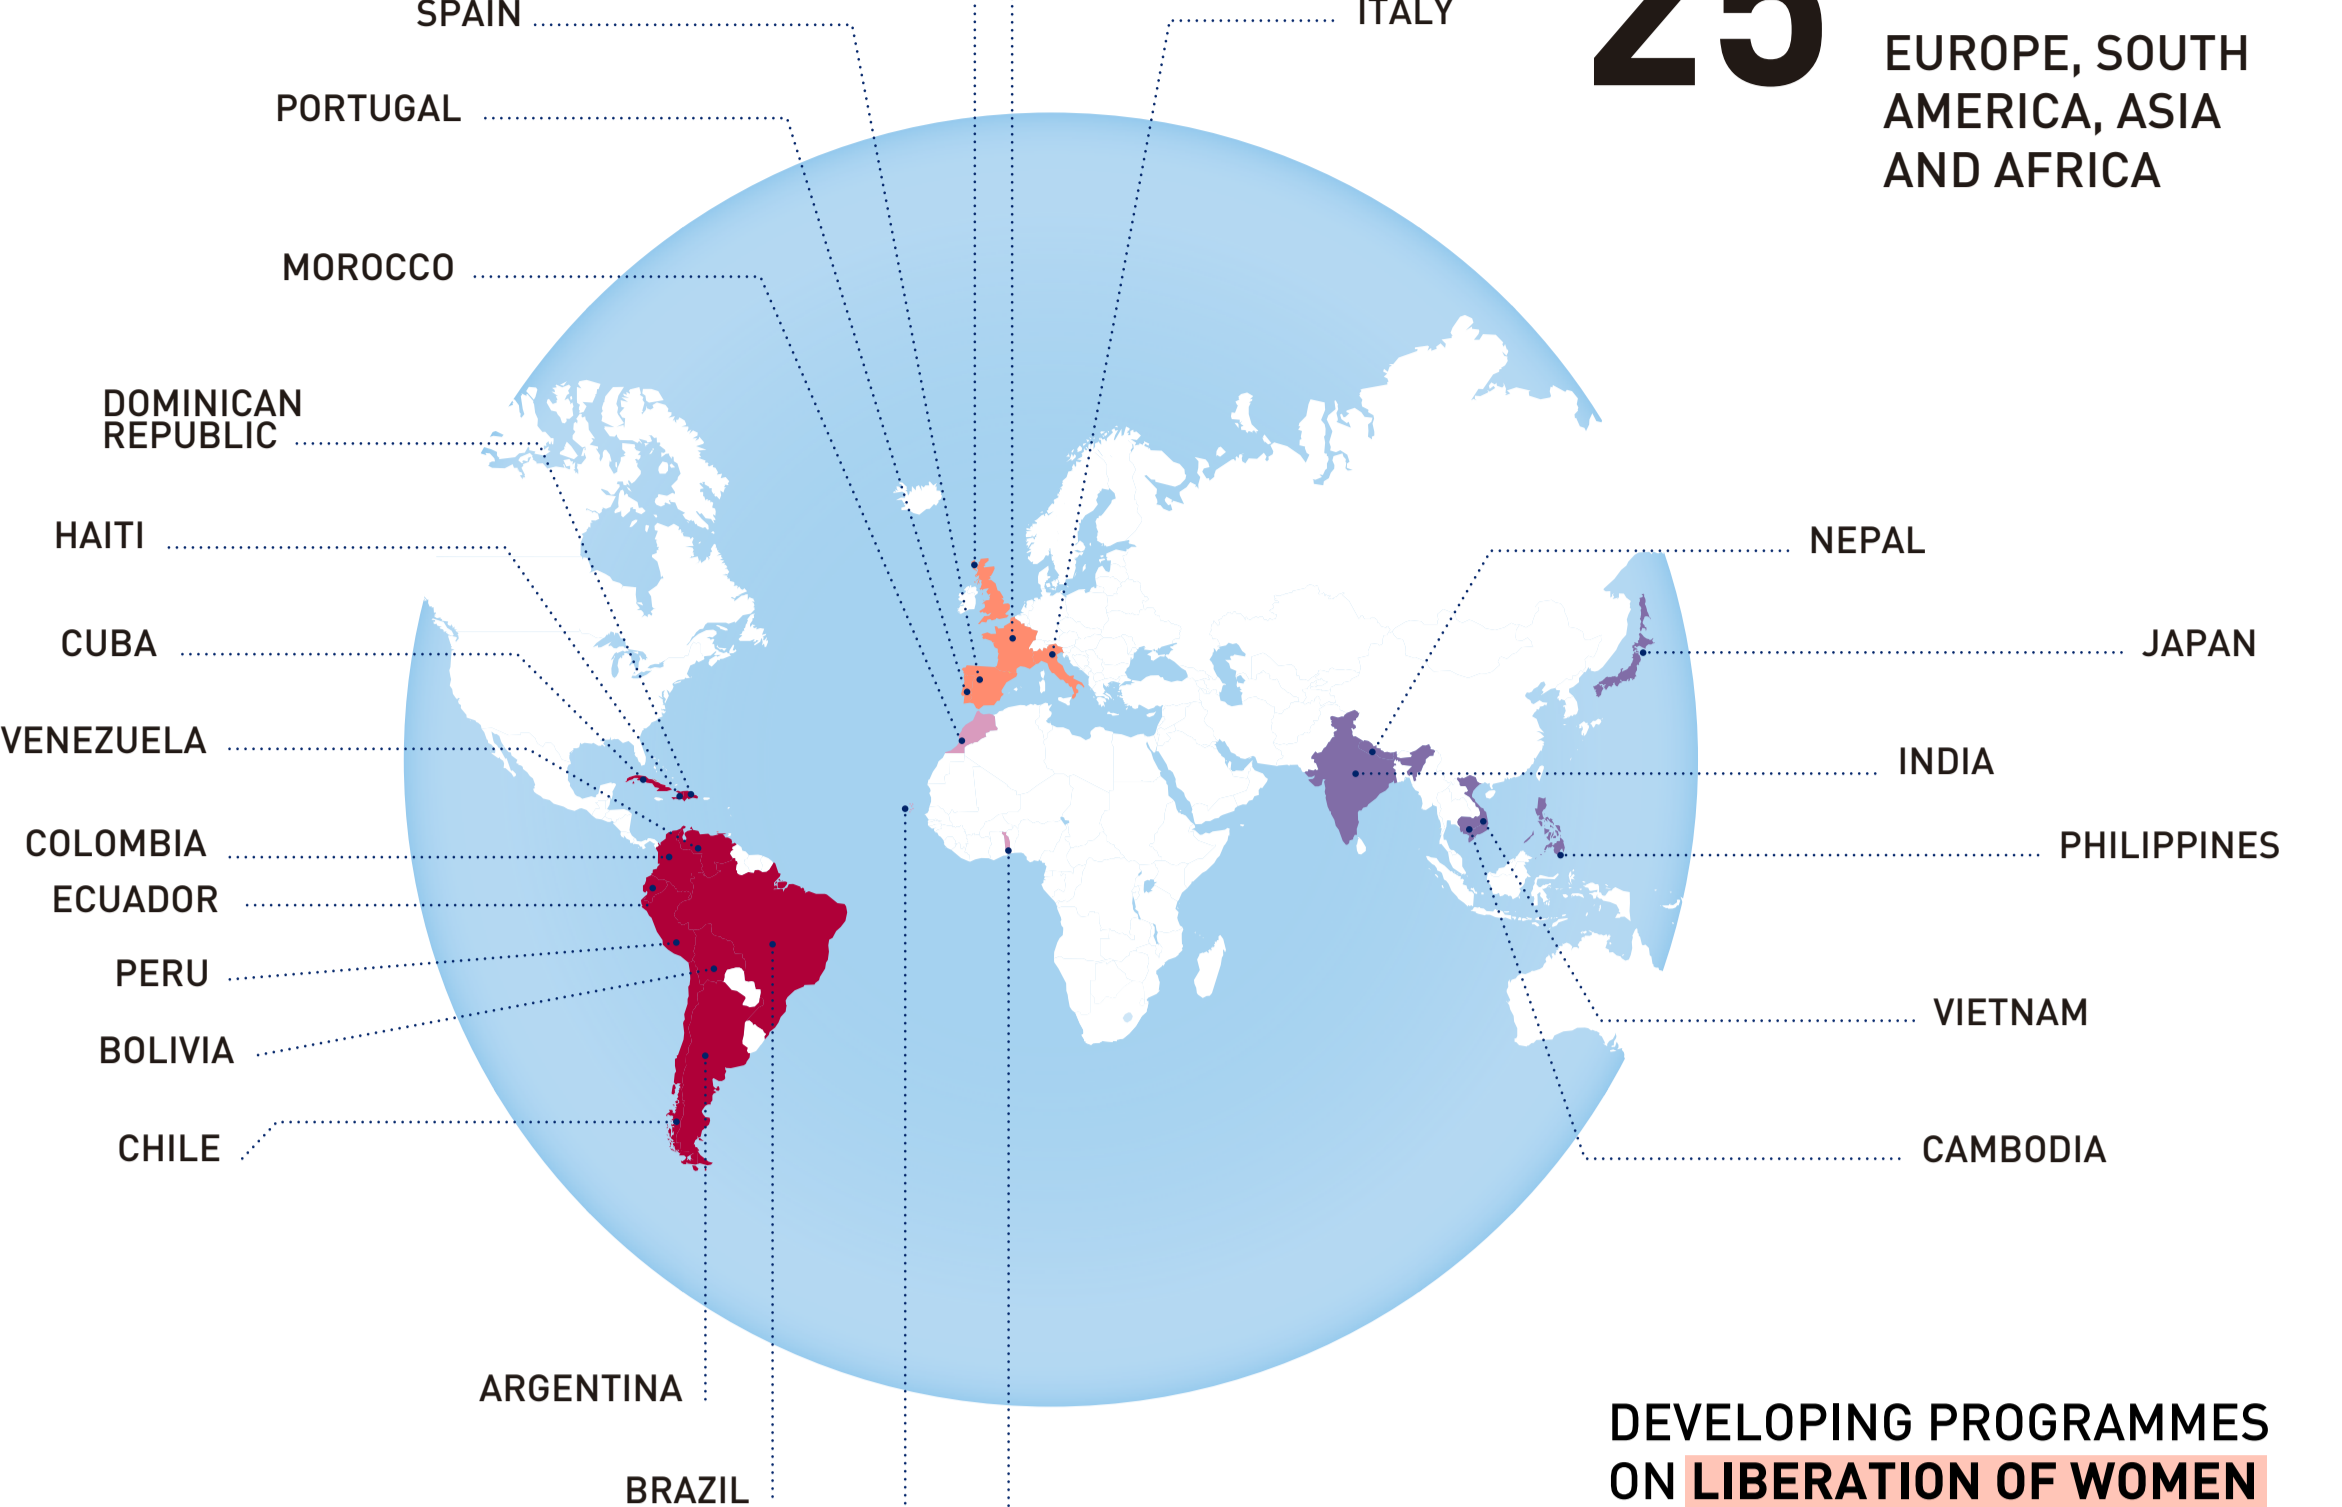 SPAIN
ITALY
25
EUROPE, SOUTH
AMERICA, ASIA
AND AFRICA
PORTUGAL
MOROCCO
DOMINICAN
REPUBLIC
HAITI
NEPAL
CUBA
JAPAN
VENEZUELA
INDIA
COLOMBIA
PHILIPPINES
ECUADOR
PERU
VIETNAM
BOLIVIA
CHILE
CAMBODIA
ARGENTINA
BRAZIL
DEVELOPING PROGRAMMES
ON LIBERATION OF WOMEN